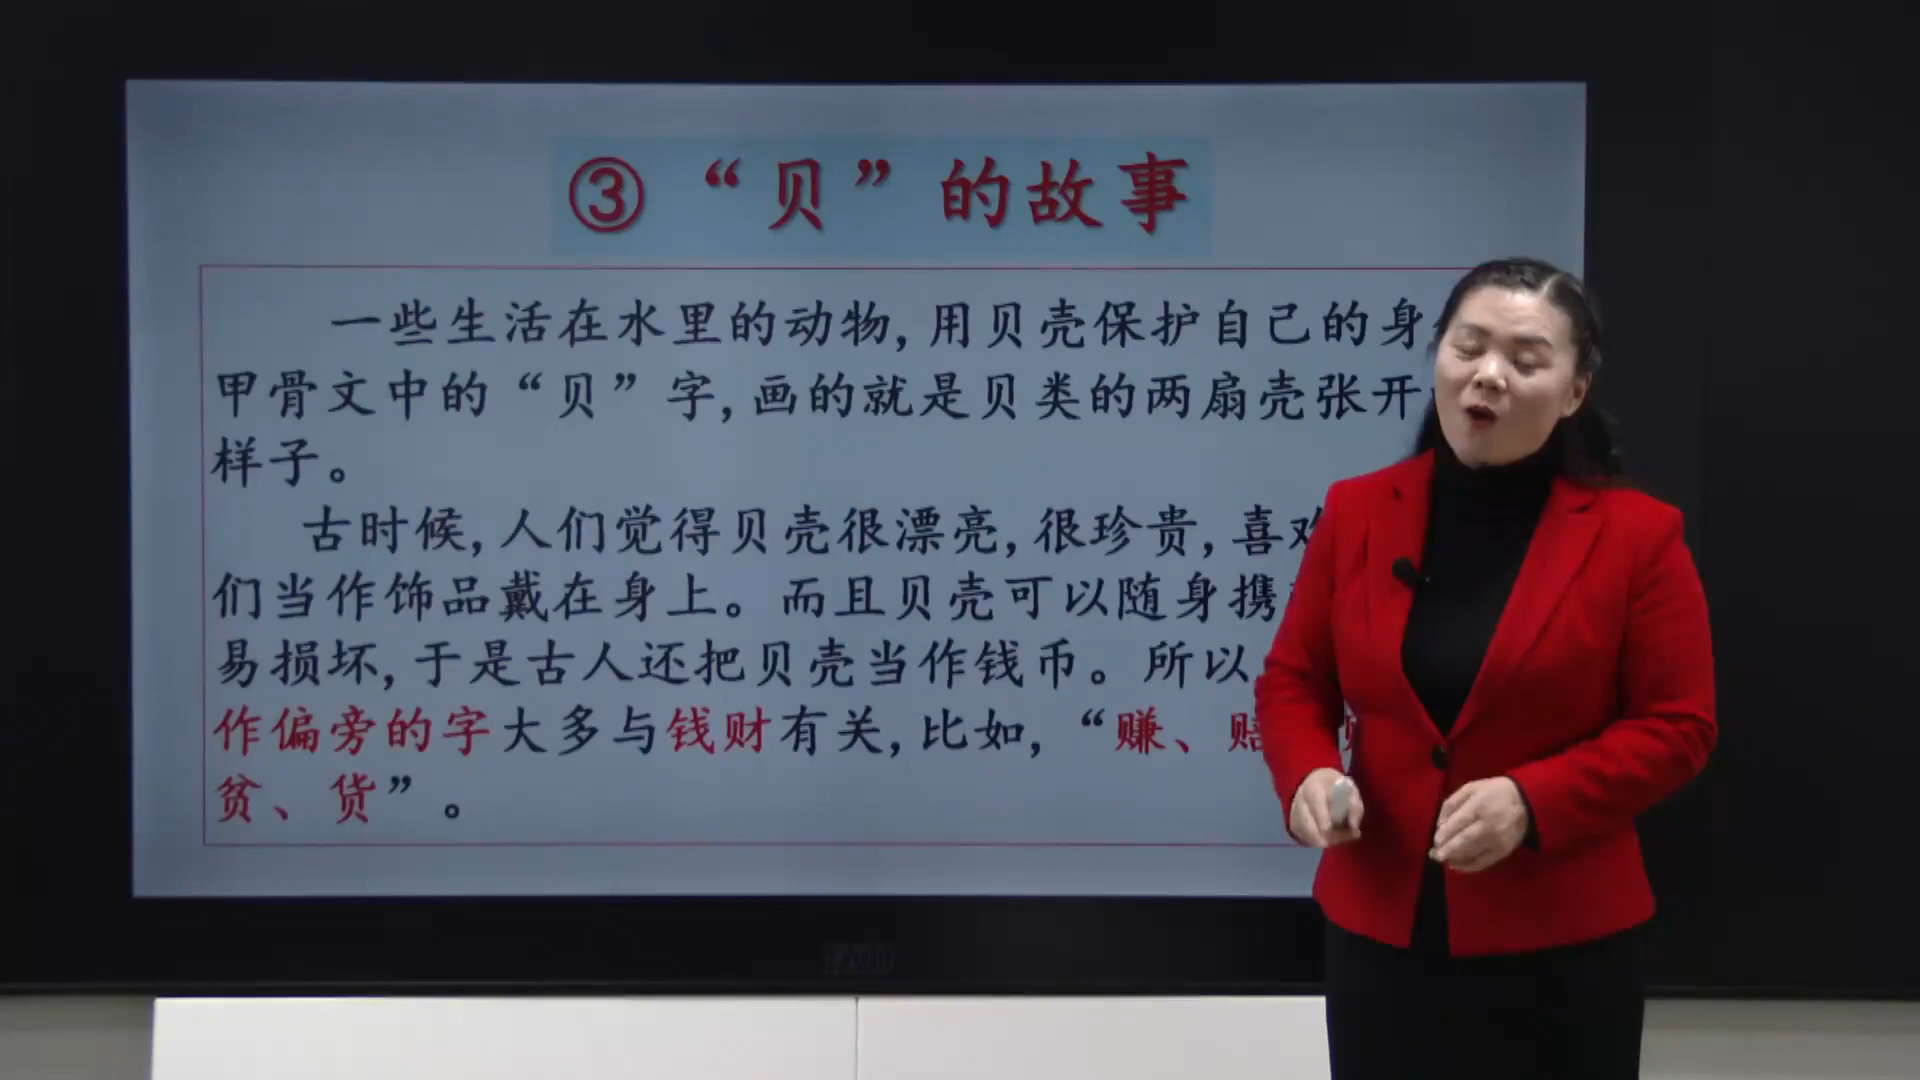 ③“贝”的故事
一些生活在水里的动物,用贝壳保护自己的身
甲骨文中的“贝”字,画的就是贝类的两扇壳张开
样子。
古时候,人们觉得贝壳很漂亮,很珍贵,喜
们当作饰品戴在身上。而且贝壳可以随身携
易损坏,于是古人还把贝壳当作钱币。所以
作偏旁的字大多与钱财有关,比如,“赚、赔
贫、货”。